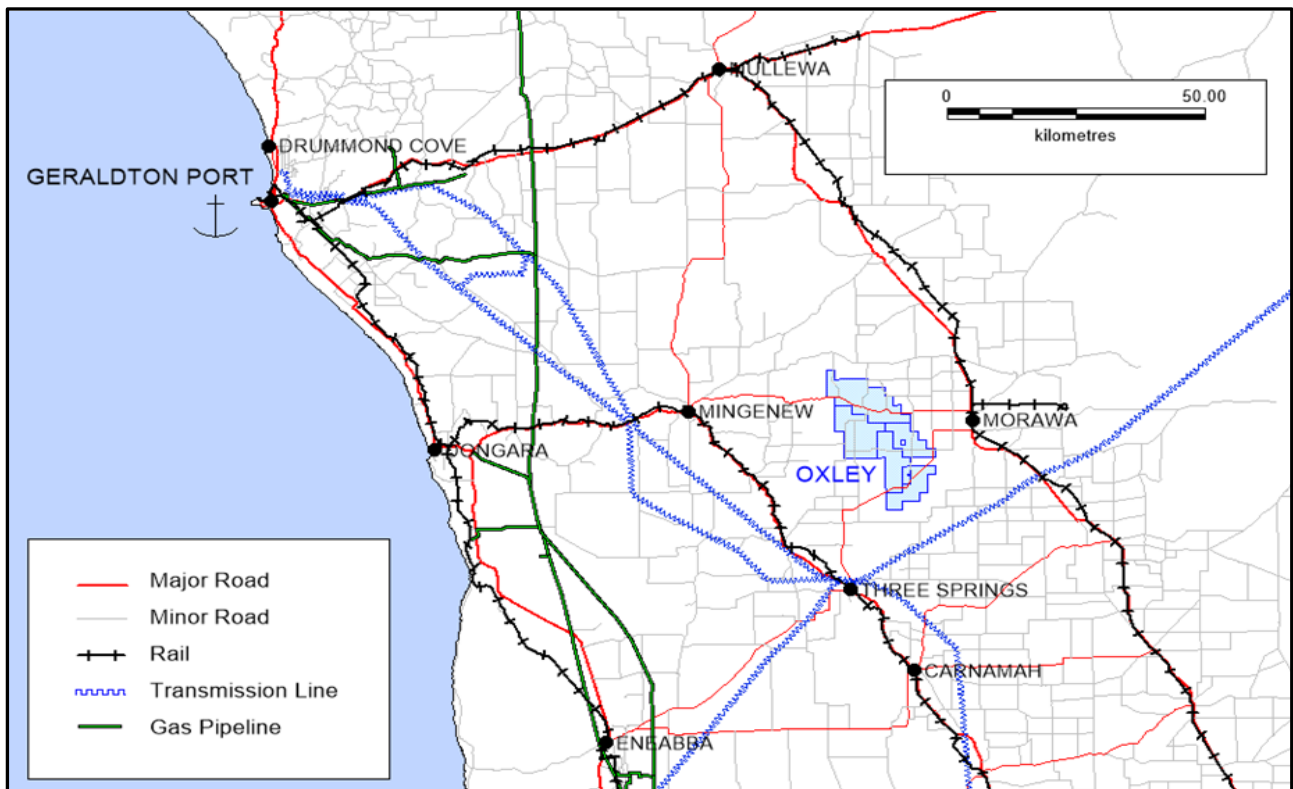 MULLEWA
0 50.00
kilometres
DRUMMOND COVE
GERALDTON PORT
MINGENEW
MORAWA
DONGARA
OXLEY
THREE SPRINGS
CARNAMAH
ENEABBA
Major Road
Minor Road
Rail
Transmission Line
Gas Pipeline